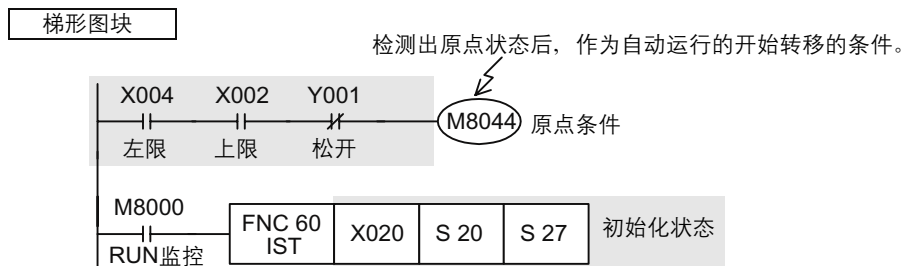 梯形图块
检测出原点状态后，作为自动运行的开始转移的条件。
X004 X002 Y001
M8044 原点条件
左限 上限 松开
M8000
FNC 60
IST
X020 S 20 S 27 初始化状态
RUN监控